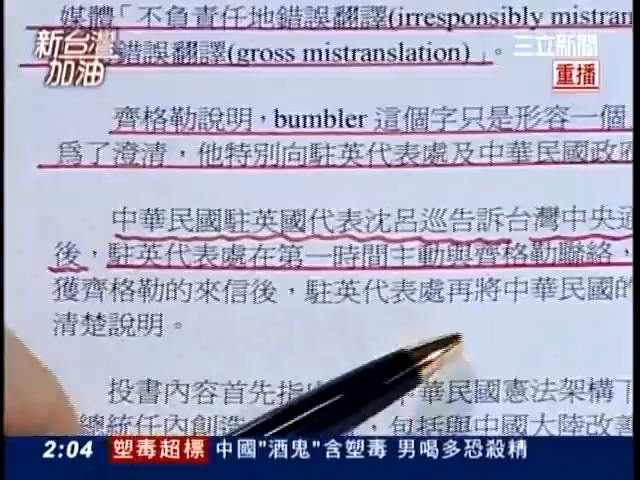 媒體「不負責任地錯誤翻譯(irresponsibly mistran
新台灣加油
錯誤翻譯(gross mistranslation)」。
三立新聞
重播
齊格勒說明，bumbler 這個字只是形容一個
為了澄清，他特別向駐英代表處及中華民國政府
中華民國駐英國代表沈呂巡告訴台灣中央通
後，駐英代表處在第一時間主動與齊格勒聯絡，
獲齊格勒的來信後，駐英代表處再將中華民國的
清楚說明。
投書內容首先指 中華民國憲法架構下
總統任內創造 ，包括與中國大陸改善
2:04 塑毒超標 中國"酒鬼"含塑毒 男喝多恐殺精